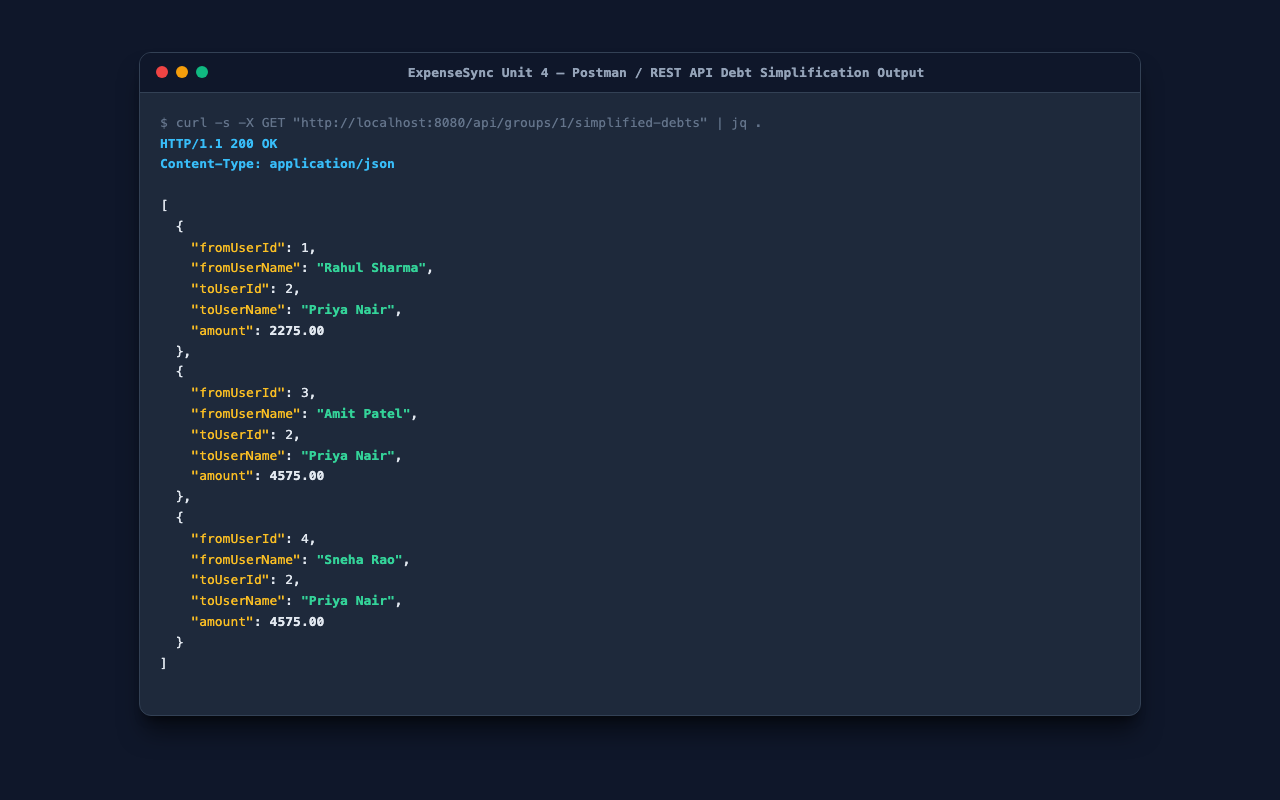 ExpenseSync Unit 4 — Postman / REST API Debt Simplification Output
$ curl -s -X GET "http://localhost:8080/api/groups/1/simplified-debts" | jq .
HTTP/1.1 200 OK
Content-Type: application/json
[
  {
    "fromUserId": 1,
    "fromUserName": "Rahul Sharma",
    "toUserId": 2,
    "toUserName": "Priya Nair",
    "amount": 2275.00
  },
  {
    "fromUserId": 3,
    "fromUserName": "Amit Patel",
    "toUserId": 2,
    "toUserName": "Priya Nair",
    "amount": 4575.00
  },
  {
    "fromUserId": 4,
    "fromUserName": "Sneha Rao",
    "toUserId": 2,
    "toUserName": "Priya Nair",
    "amount": 4575.00
  }
]